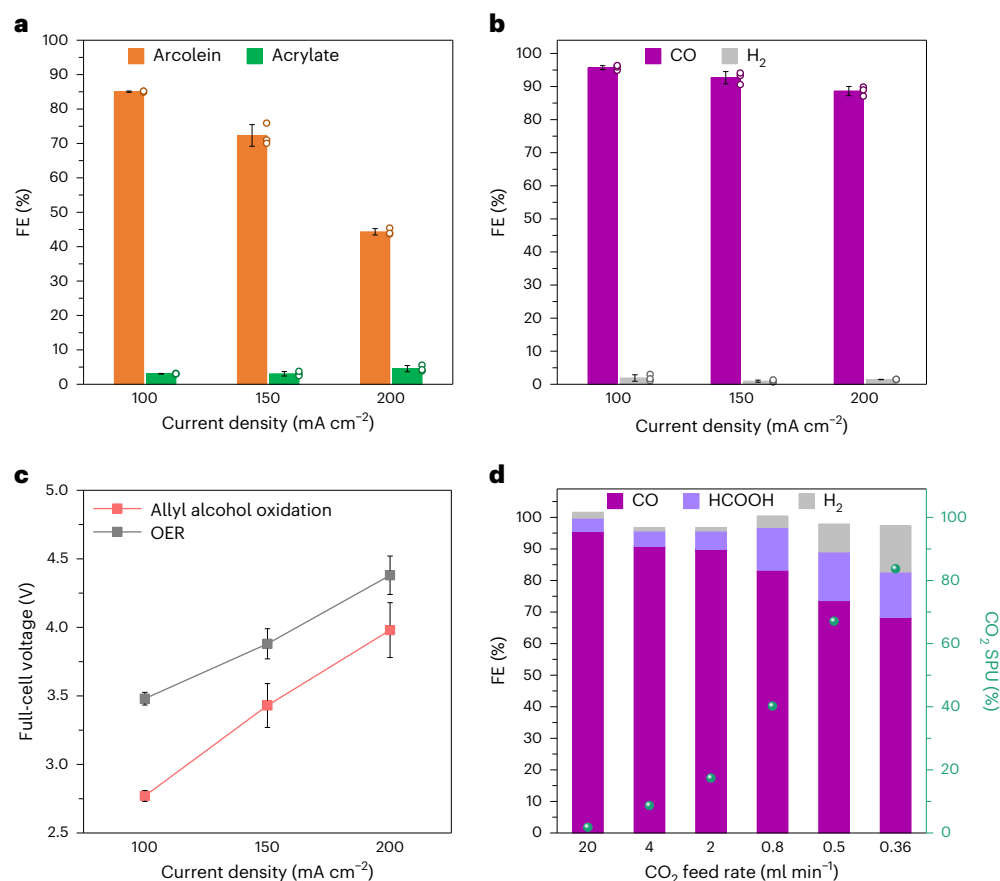 a
Arcolein
Acrylate
FE (%)
100
90
80
70
60
50
40
30
20
10
0
100
150
200
Current density (mA cm⁻²)
b
CO
H₂
FE (%)
100
90
80
70
60
50
40
30
20
10
0
100
150
200
Current density (mA cm⁻²)
c
Allyl alcohol oxidation
OER
Full-cell voltage (V)
5.0
4.5
4.0
3.5
3.0
2.5
100
150
200
Current density (mA cm⁻²)
d
CO
HCOOH
H₂
FE (%)
100
90
80
70
60
50
40
30
20
10
0
CO₂ SPU (%)
100
80
60
40
20
0
20
4
2
0.8
0.5
0.36
CO₂ feed rate (ml min⁻¹)